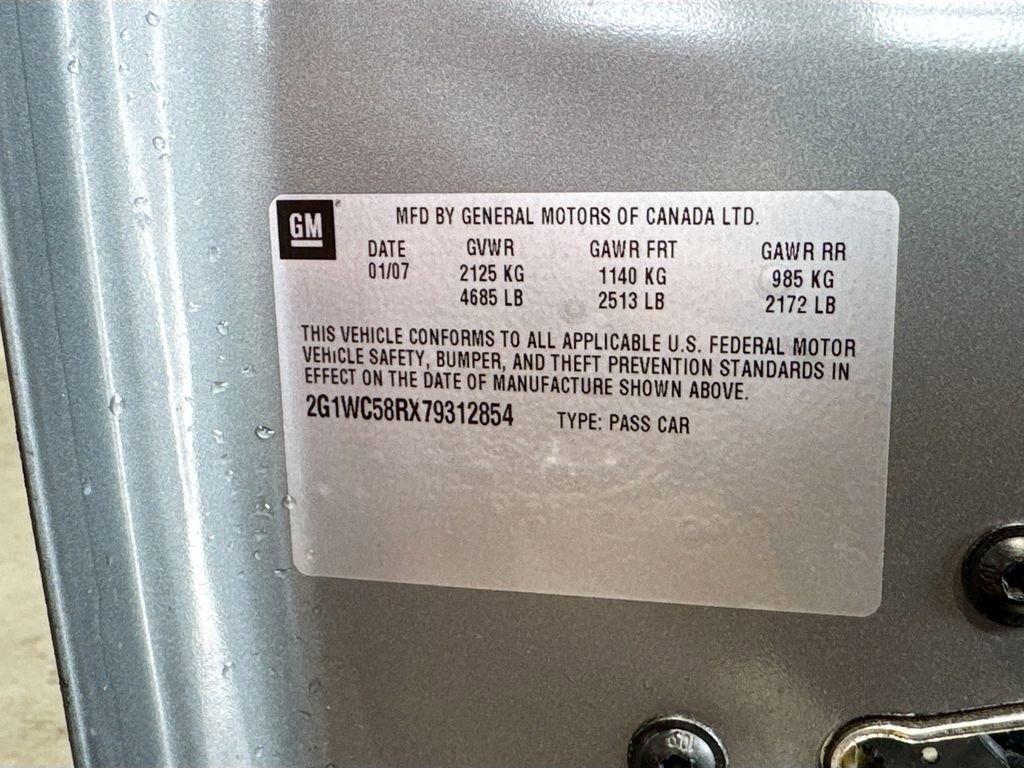 GM ®
MFD BY GENERAL MOTORS OF CANADA LTD.
DATE GVWR GAWR FRT GAWR RR
01/07 2125 KG 1140 KG 985 KG
4685 LB 2513 LB 2172 LB
THIS VEHICLE CONFORMS TO ALL APPLICABLE U.S. FEDERAL MOTOR
VEHICLE SAFETY, BUMPER, AND THEFT PREVENTION STANDARDS IN
EFFECT ON THE DATE OF MANUFACTURE SHOWN ABOVE.
2G1WC58RX79312854 TYPE: PASS CAR